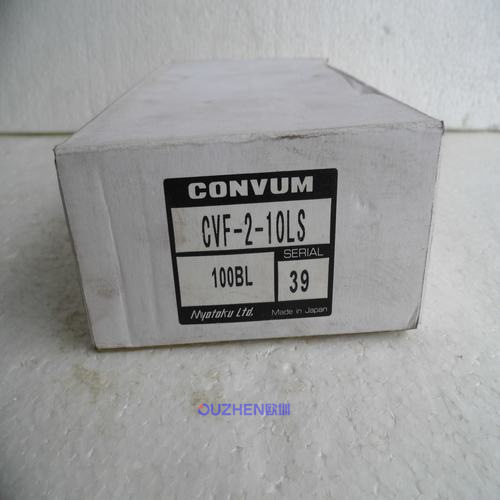 CONVUM
CVF-2-10LS
100BL
SERIAL
39
Myotoku Ltd.
Made in Japan
OUZHEN欧圳